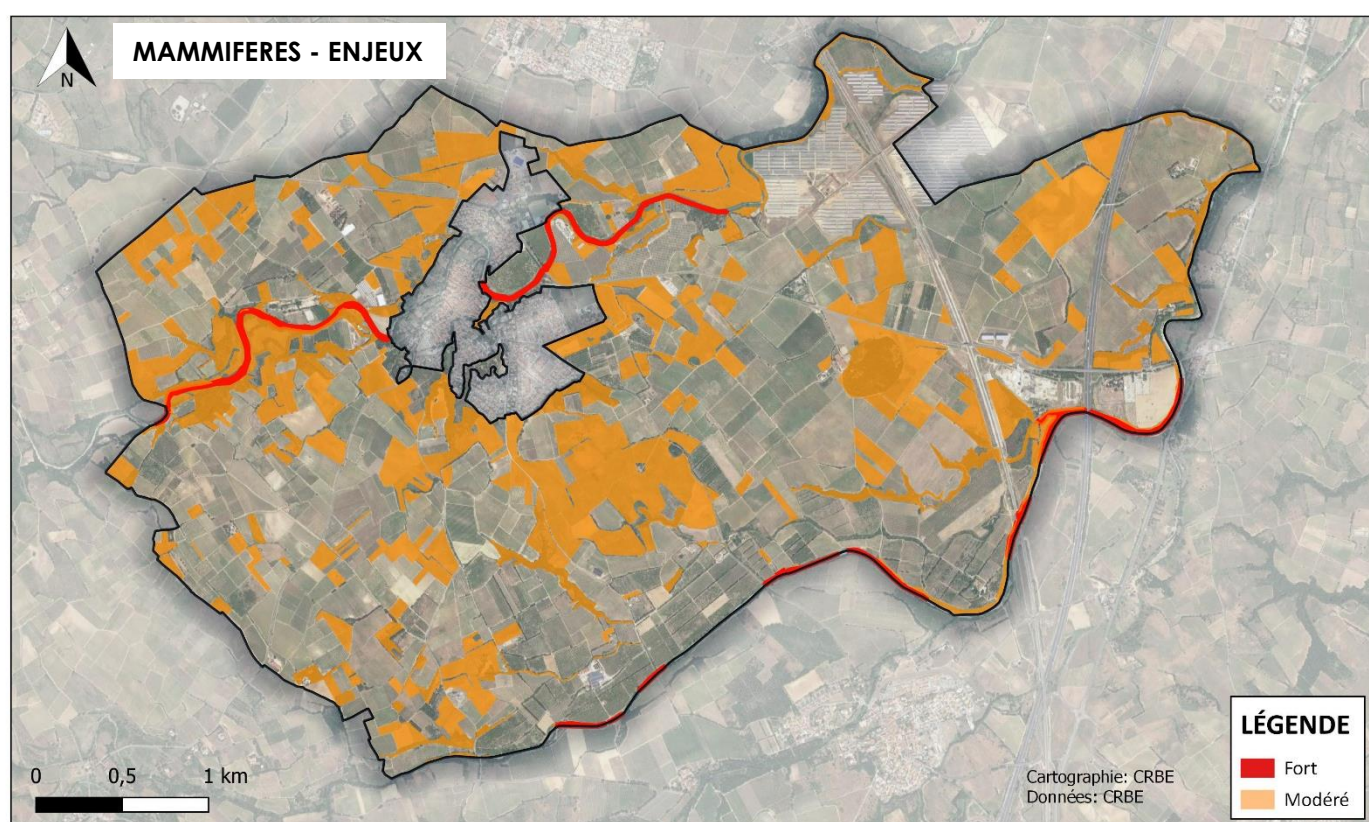 MAMMIFERES - ENJEUX
N
0 0,5 1 km
Cartographie: CRBE
Données: CRBE
LÉGENDE
Fort
Modéré